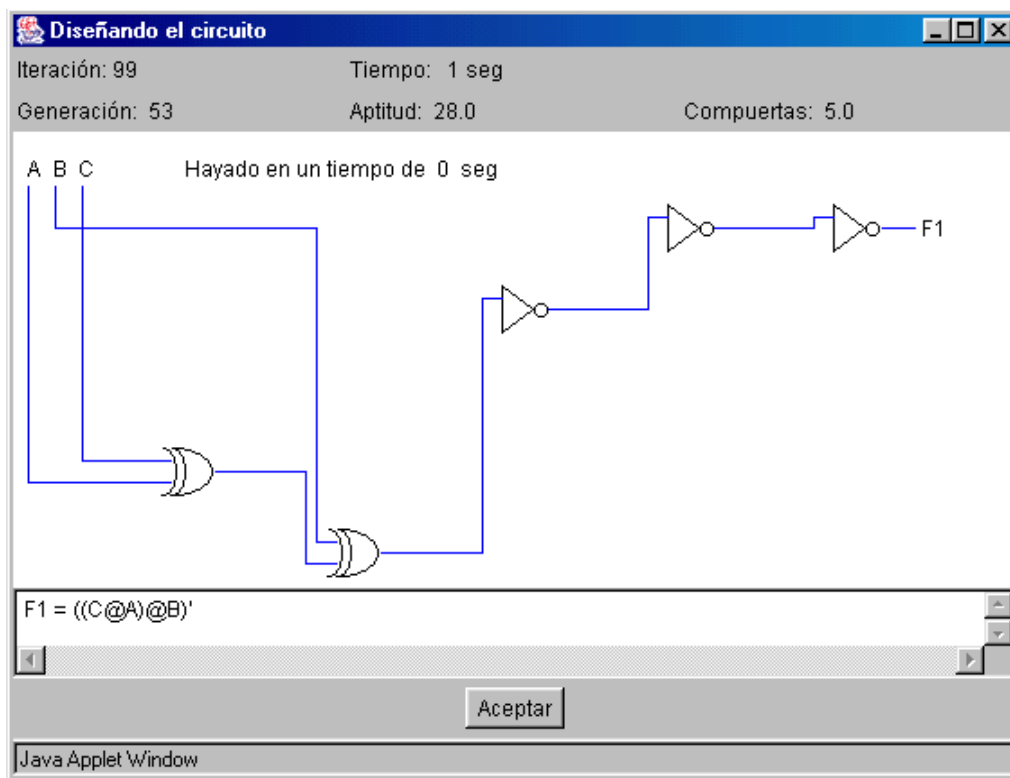 Diseñando el circuito
Iteración: 99 Tiempo: 1 seg
Generación: 53 Aptitud: 28.0 Compuertas: 5.0
A B C Hayado en un tiempo de 0 seg
F1
F1 = ((C@A)@B)'
Aceptar
Java Applet Window